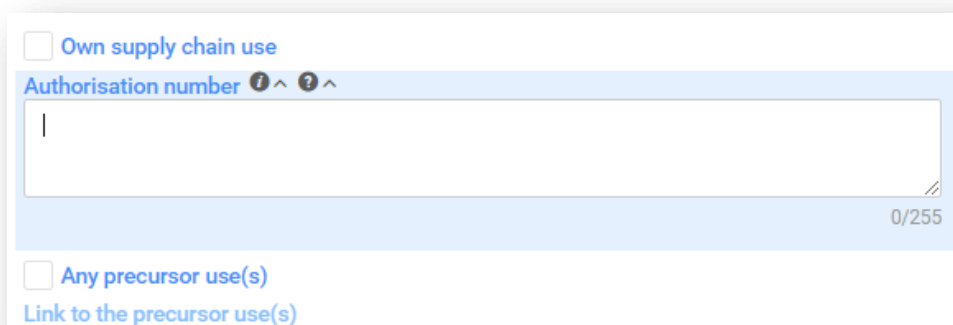 Own supply chain use
Authorisation number
0/255
Any precursor use(s)
Link to the precursor use(s)